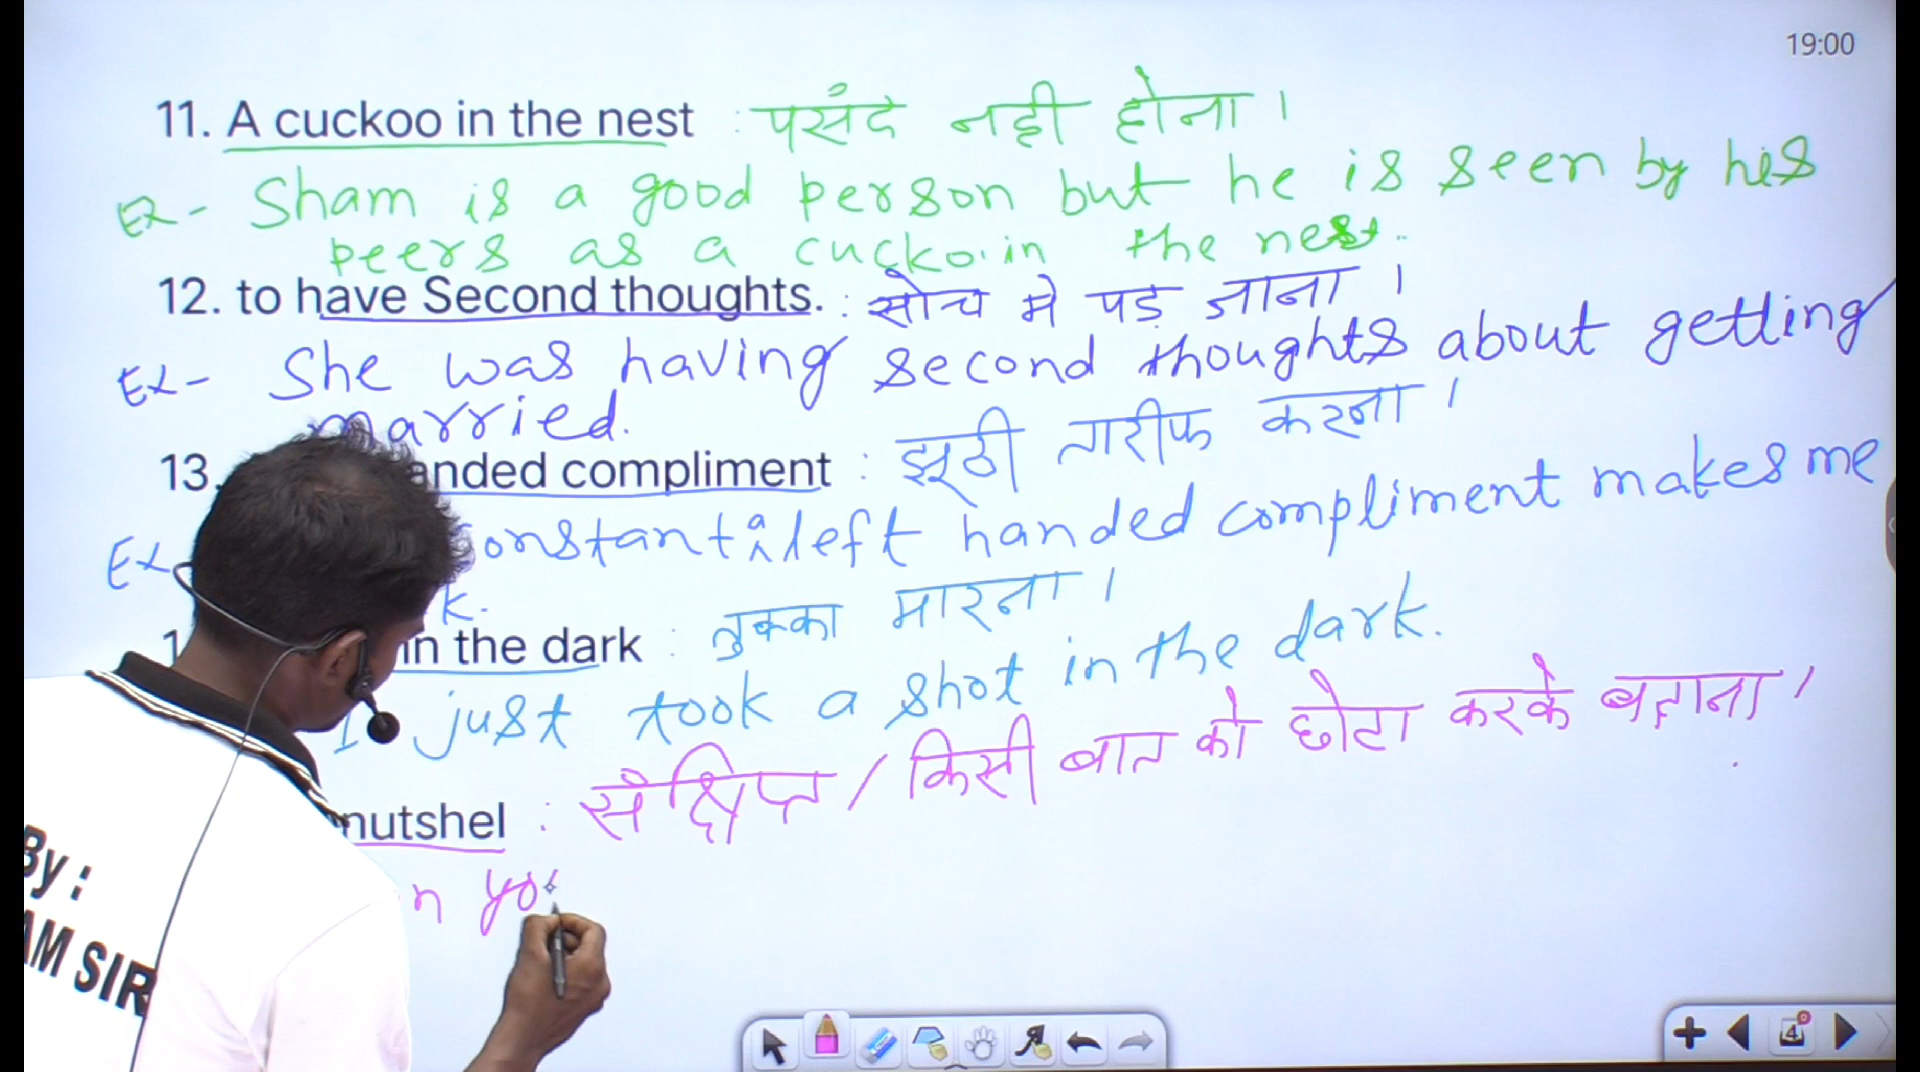 19:00
11. A cuckoo in the nest : पसंद नही होना।
Ex- Sham is a good person but he is seen by his
peers as a cucko.in the nest.
12. to have Second thoughts. : सोच मे पड़ जाना।
Ex- She was having second thoughts about getting
married.
13. anded compliment : झूठी तारीफ करना।
Ex onstant a left handed compliment makes me
k.
1 in the dark : तुक्का मारना।
I just took a shot in the dark.
nutshel : संक्षिप्त / किसी बात को छोटा करके बताना।
n yo
By :
AM SIR
4